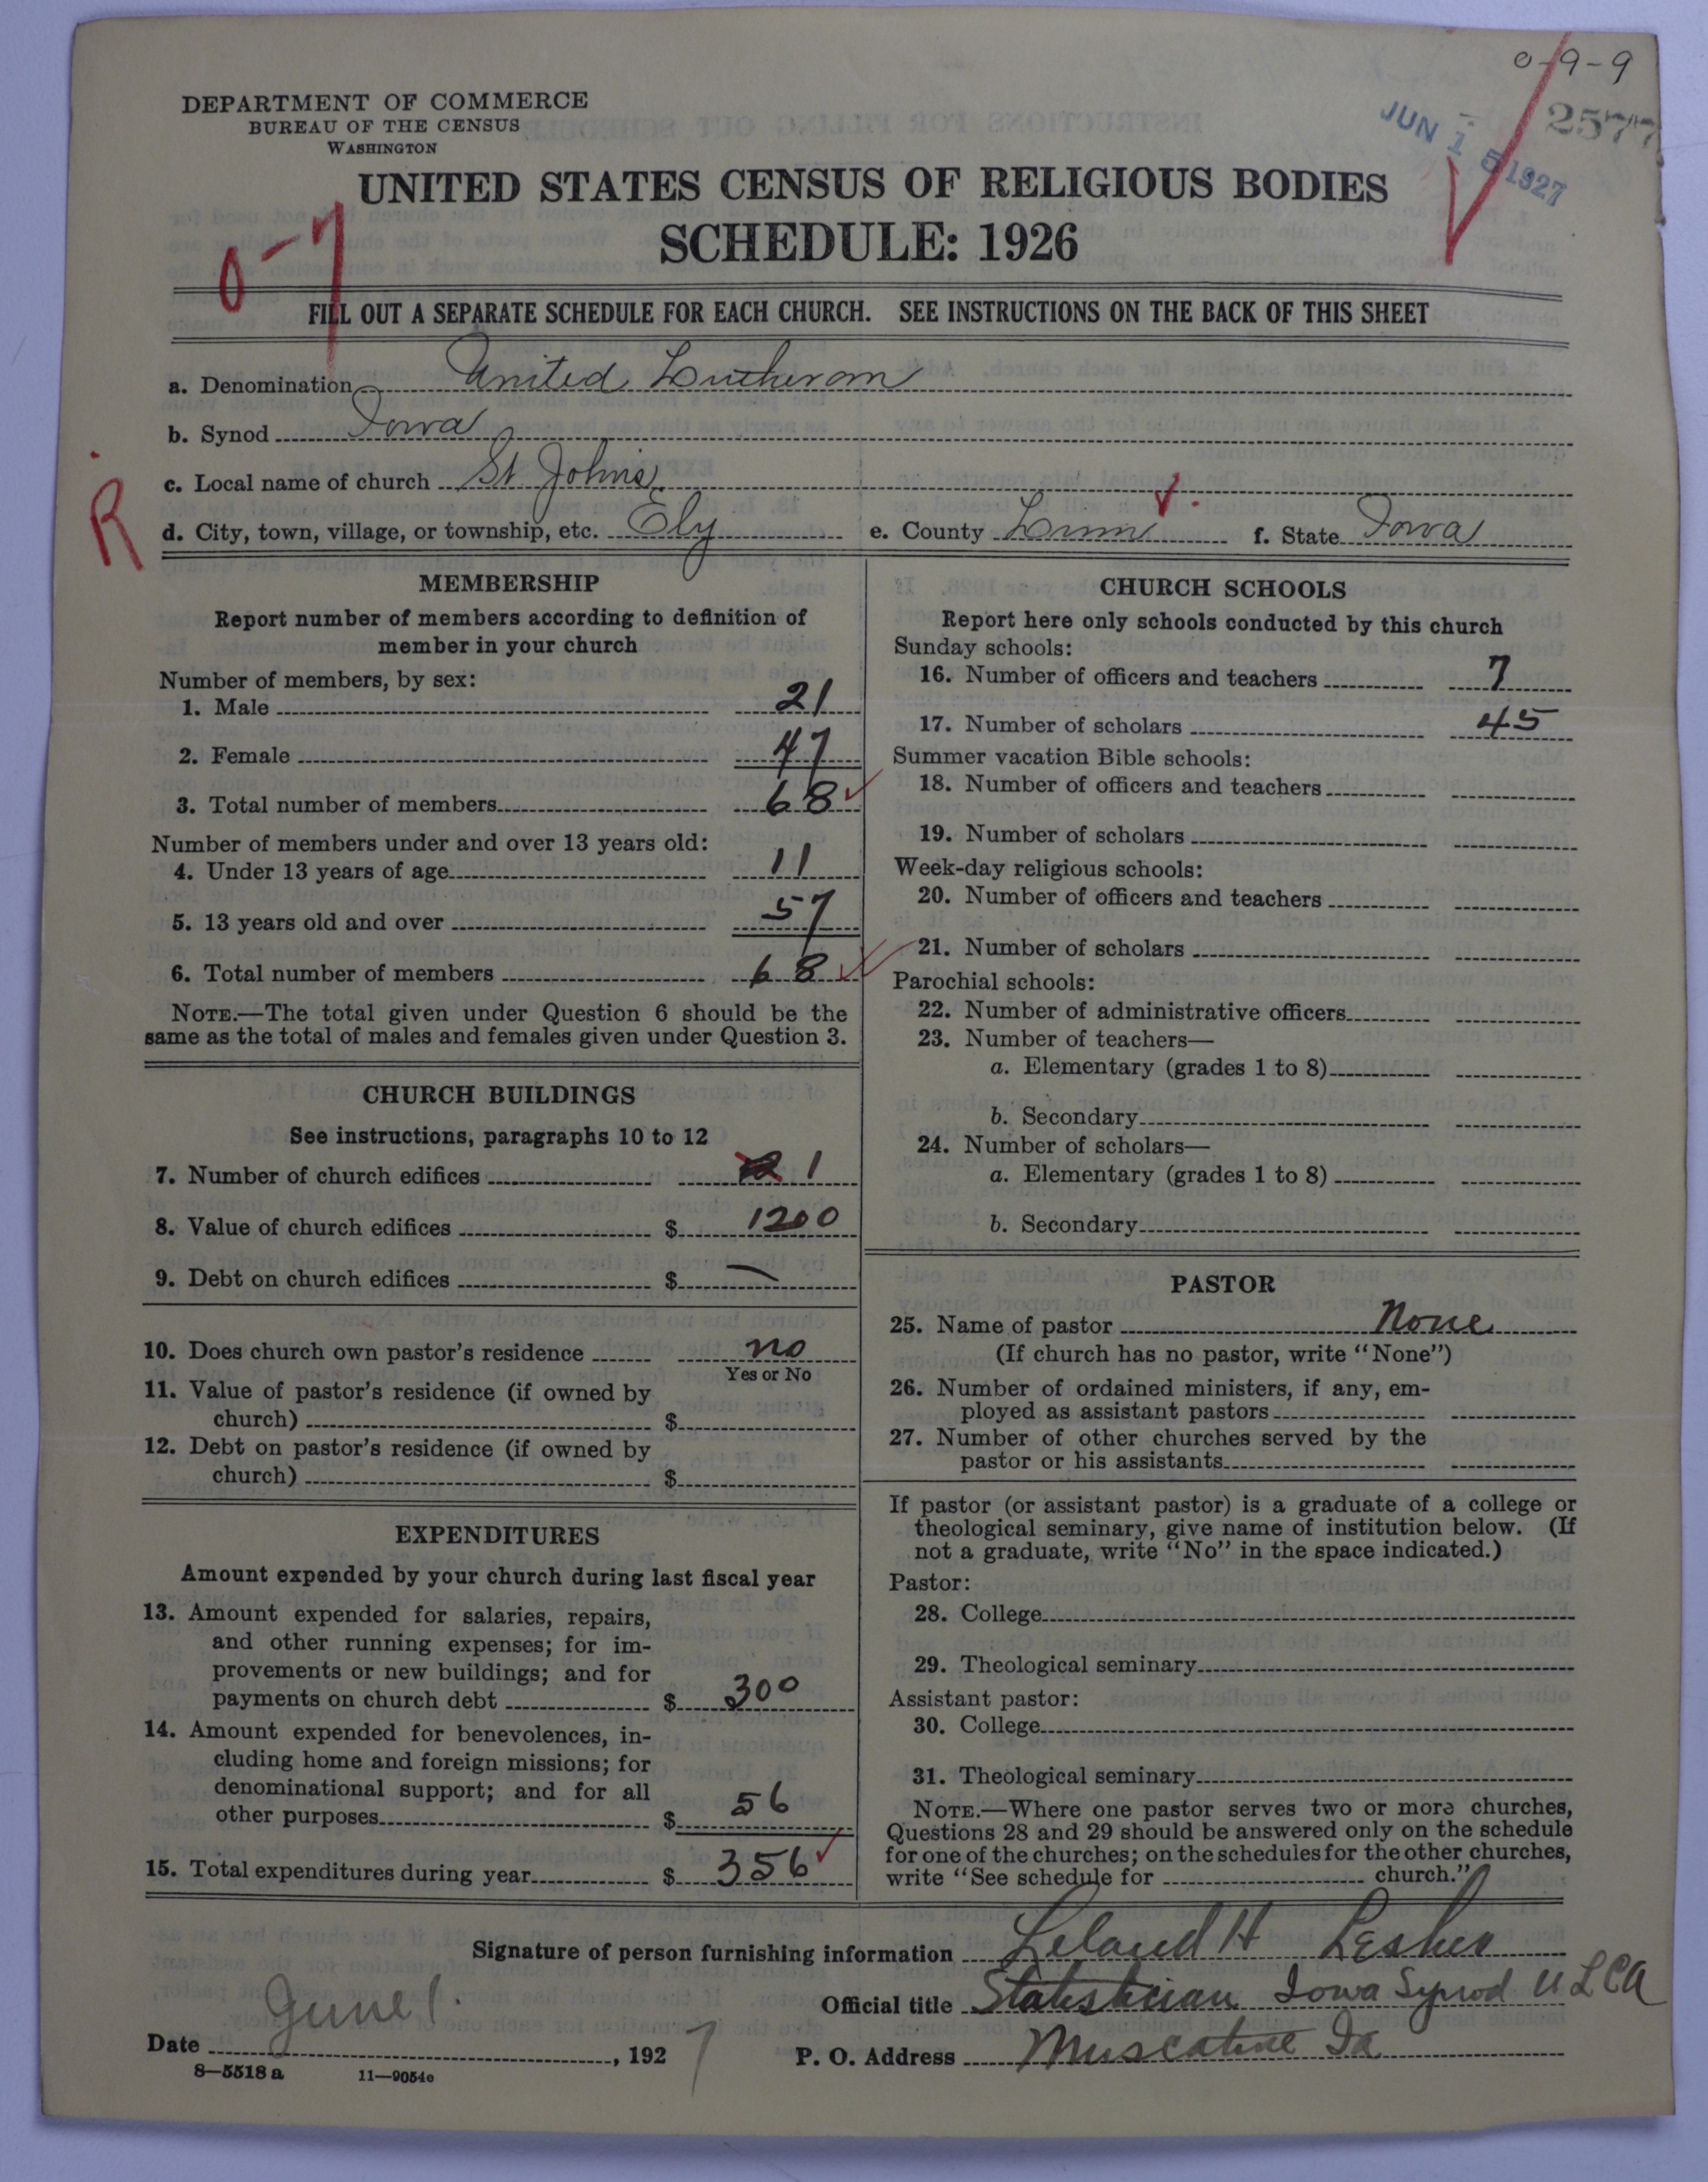 0-9-9
2577
JUN 15 1927
DEPARTMENT OF COMMERCE
BUREAU OF THE CENSUS
WASHINGTON
UNITED STATES CENSUS OF RELIGIOUS BODIES
SCHEDULE: 1926
0-7
FILL OUT A SEPARATE SCHEDULE FOR EACH CHURCH. SEE INSTRUCTIONS ON THE BACK OF THIS SHEET
a. Denomination United Lutheran
b. Synod Iowa
c. Local name of church St Johns
R
d. City, town, village, or township, etc. Ely e. County Linn f. State Iowa
MEMBERSHIP
Report number of members according to definition of
member in your church
Number of members, by sex:
1. Male 21
2. Female 47
3. Total number of members 68
Number of members under and over 13 years old:
4. Under 13 years of age 11
5. 13 years old and over 57
6. Total number of members 68
NOTE.—The total given under Question 6 should be the
same as the total of males and females given under Question 3.
CHURCH BUILDINGS
See instructions, paragraphs 10 to 12
7. Number of church edifices 1
8. Value of church edifices $ 1200
9. Debt on church edifices $ —
10. Does church own pastor's residence no
Yes or No
11. Value of pastor's residence (if owned by
church) $
12. Debt on pastor's residence (if owned by
church) $
EXPENDITURES
Amount expended by your church during last fiscal year
13. Amount expended for salaries, repairs,
and other running expenses; for im-
provements or new buildings; and for
payments on church debt $ 300
14. Amount expended for benevolences, in-
cluding home and foreign missions; for
denominational support; and for all
other purposes $ 56
15. Total expenditures during year $ 356
CHURCH SCHOOLS
Report here only schools conducted by this church
Sunday schools:
16. Number of officers and teachers 7
17. Number of scholars 45
Summer vacation Bible schools:
18. Number of officers and teachers
19. Number of scholars
Week-day religious schools:
20. Number of officers and teachers
21. Number of scholars
Parochial schools:
22. Number of administrative officers
23. Number of teachers—
a. Elementary (grades 1 to 8)
b. Secondary
24. Number of scholars—
a. Elementary (grades 1 to 8)
b. Secondary
PASTOR
25. Name of pastor None
(If church has no pastor, write "None")
26. Number of ordained ministers, if any, em-
ployed as assistant pastors
27. Number of other churches served by the
pastor or his assistants
If pastor (or assistant pastor) is a graduate of a college or
theological seminary, give name of institution below. (If
not a graduate, write "No" in the space indicated.)
Pastor:
28. College
29. Theological seminary
Assistant pastor:
30. College
31. Theological seminary
NOTE.—Where one pastor serves two or more churches,
Questions 28 and 29 should be answered only on the schedule
for one of the churches; on the schedules for the other churches,
write "See schedule for church."
Signature of person furnishing information Leland H Lesher
Official title Statistician Iowa Synod U L C A
Date June 1. , 1927 P. O. Address Muscatine Ia
8—5518 a 11—9054e